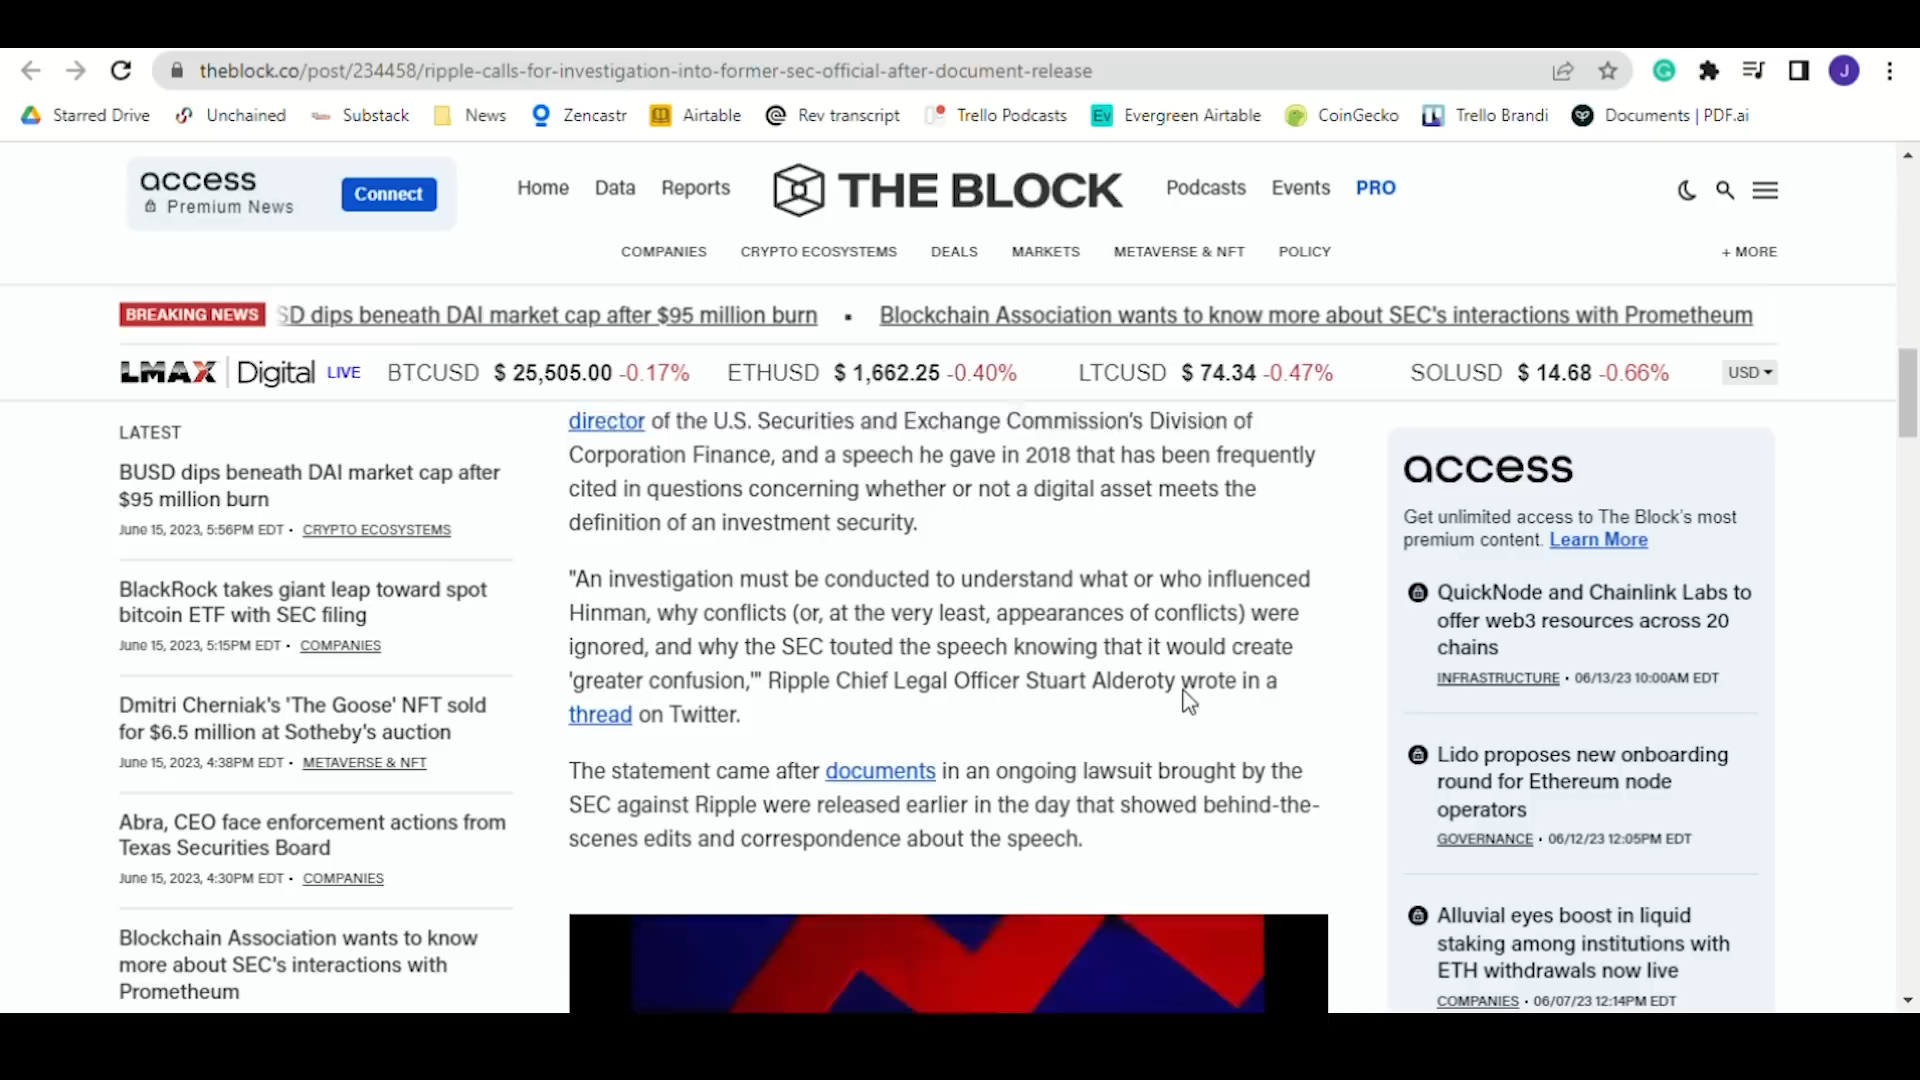 theblock.co/post/234458/ripple-calls-for-investigation-into-former-sec-official-after-document-release
J
Starred Drive
Unchained
Substack
News
Zencastr
Airtable
Rev transcript
Trello Podcasts
Ev Evergreen Airtable
CoinGecko
Trello Brandi
Documents | PDF.ai
access
Premium News
Connect
Home
Data
Reports
THE BLOCK
Podcasts
Events
PRO
COMPANIES
CRYPTO ECOSYSTEMS
DEALS
MARKETS
METAVERSE & NFT
POLICY
+ MORE
BREAKING NEWS
SD dips beneath DAI market cap after $95 million burn
▪ Blockchain Association wants to know more about SEC's interactions with Prometheum
LMAX Digital LIVE
BTCUSD $ 25,505.00 -0.17%
ETHUSD $ 1,662.25 -0.40%
LTCUSD $ 74.34 -0.47%
SOLUSD $ 14.68 -0.66%
USD
LATEST
BUSD dips beneath DAI market cap after
$95 million burn
June 15, 2023, 5:56PM EDT • CRYPTO ECOSYSTEMS
BlackRock takes giant leap toward spot
bitcoin ETF with SEC filing
June 15, 2023, 5:15PM EDT • COMPANIES
Dmitri Cherniak's 'The Goose' NFT sold
for $6.5 million at Sotheby's auction
June 15, 2023, 4:38PM EDT • METAVERSE & NFT
Abra, CEO face enforcement actions from
Texas Securities Board
June 15, 2023, 4:30PM EDT • COMPANIES
Blockchain Association wants to know
more about SEC's interactions with
Prometheum
director of the U.S. Securities and Exchange Commission's Division of
Corporation Finance, and a speech he gave in 2018 that has been frequently
cited in questions concerning whether or not a digital asset meets the
definition of an investment security.
"An investigation must be conducted to understand what or who influenced
Hinman, why conflicts (or, at the very least, appearances of conflicts) were
ignored, and why the SEC touted the speech knowing that it would create
'greater confusion,'" Ripple Chief Legal Officer Stuart Alderoty wrote in a
thread on Twitter.
The statement came after documents in an ongoing lawsuit brought by the
SEC against Ripple were released earlier in the day that showed behind-the-
scenes edits and correspondence about the speech.
access
Get unlimited access to The Block's most
premium content. Learn More
QuickNode and Chainlink Labs to
offer web3 resources across 20
chains
INFRASTRUCTURE • 06/13/23 10:00AM EDT
Lido proposes new onboarding
round for Ethereum node
operators
GOVERNANCE • 06/12/23 12:05PM EDT
Alluvial eyes boost in liquid
staking among institutions with
ETH withdrawals now live
COMPANIES • 06/07/23 12:14PM EDT